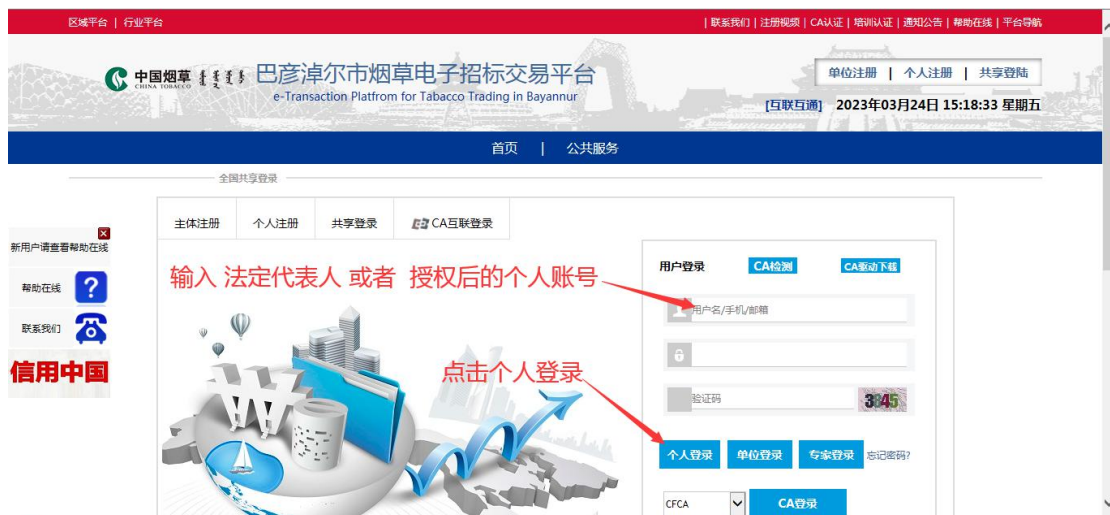 区域平台 | 行业平台
| 联系我们 | 注册视频 | CA认证 | 培训认证 | 通知公告 | 帮助在线 | 平台导航
中国烟草
CHINA TOBACCO
巴彦淖尔市烟草电子招标交易平台
e-Transaction Platfrom for Tabacco Trading in Bayannur
单位注册 | 个人注册 | 共享登陆
[互联互通] 2023年03月24日 15:18:33 星期五
首页 | 公共服务
全国共享登录
主体注册 个人注册 共享登录 CA互联登录
新用户请查看帮助在线
帮助在线
联系我们
信用中国
输入 法定代表人 或者 授权后的个人账号
点击个人登录
用户登录 CA检测 CA驱动下载
用户名/手机/邮箱
验证码 3845
个人登录 单位登录 专家登录 忘记密码?
CFCA CA登录